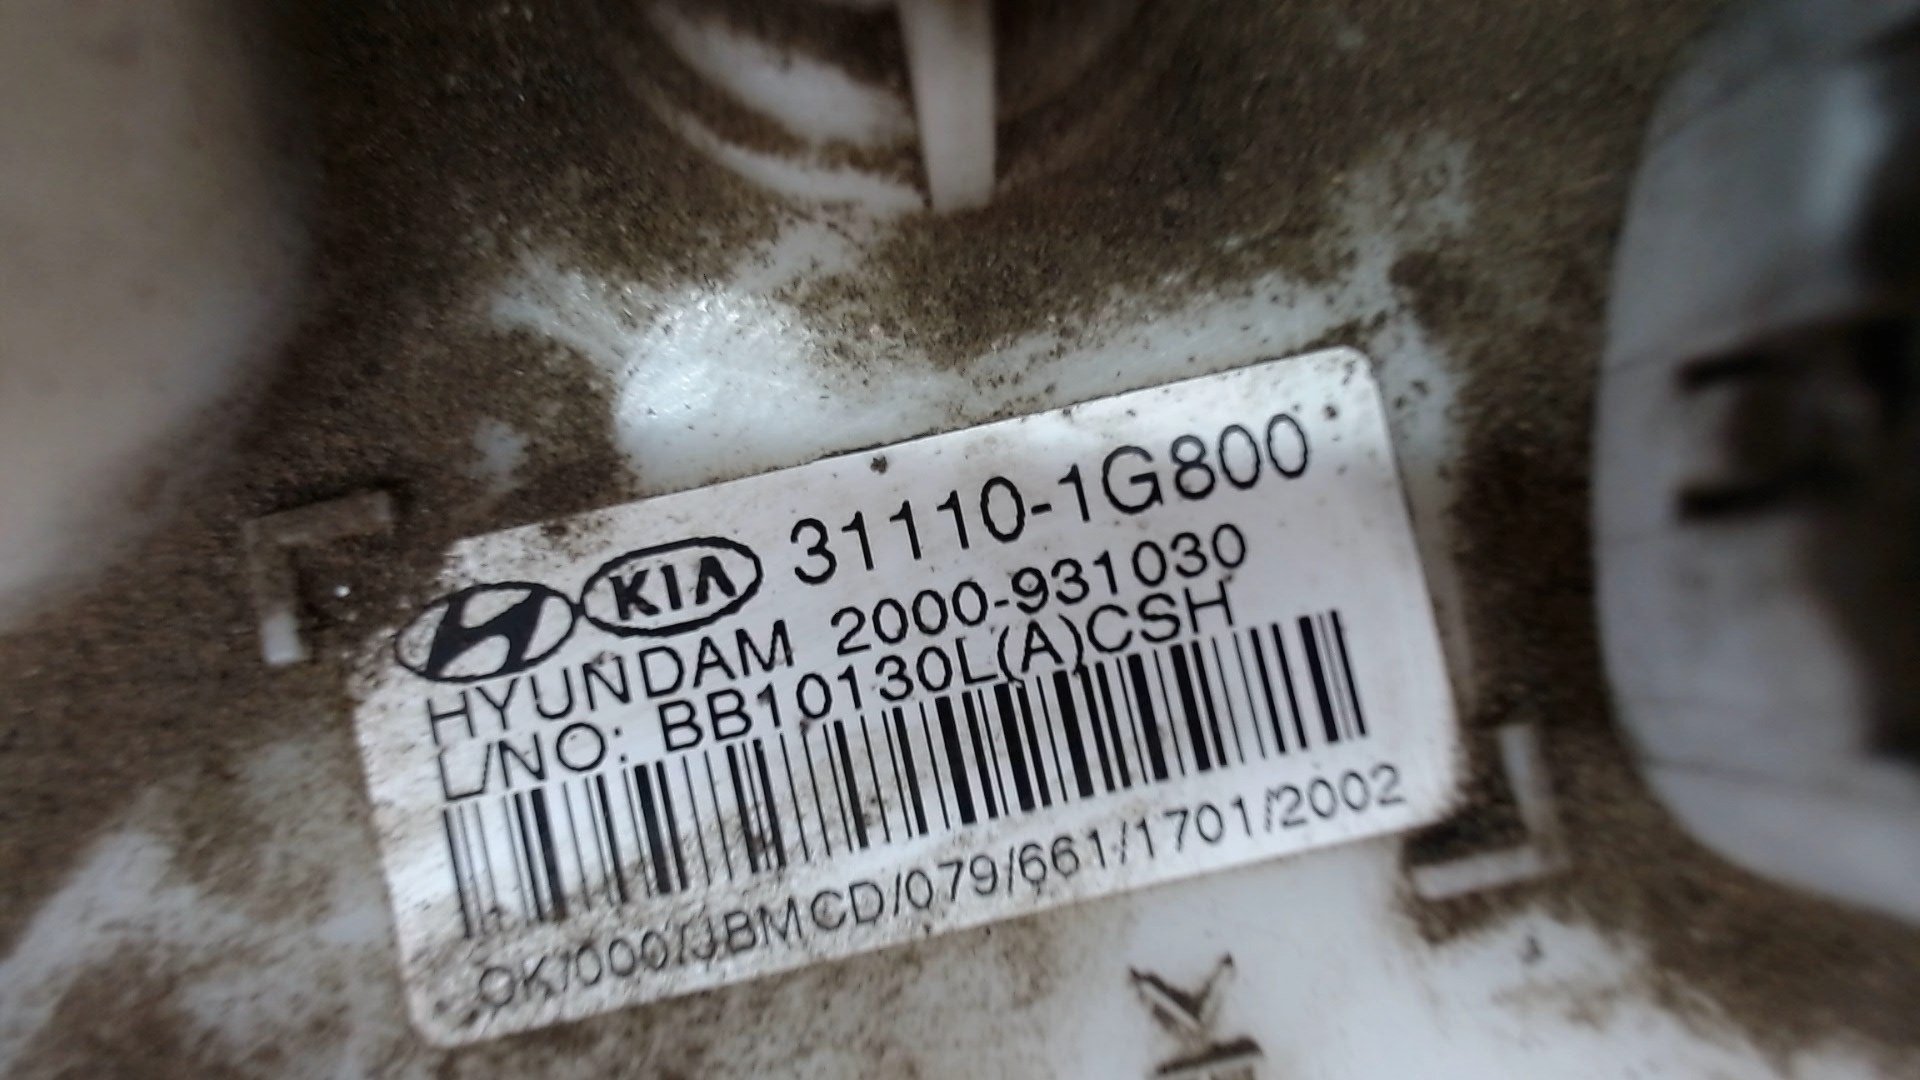 KIA 31110-1G800
HYUNDAM 2000-931030
L/NO: BB10130L(A)CSH
OK/000/JBMCD/079/661/1701/2002